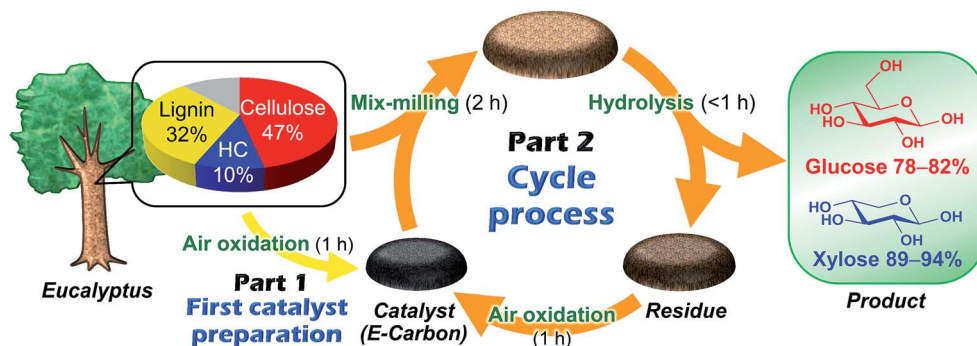 Lignin
32%
Cellulose
47%
HC
10%
Eucalyptus
Air oxidation (1 h)
Part 1
First catalyst
preparation
Mix-milling (2 h)
Hydrolysis (<1 h)
Part 2
Cycle
process
Catalyst
(E-Carbon)
Air oxidation
(1 h)
Residue
OH
HO
HO
O
OH
OH
Glucose 78–82%
HO
HO
O
OH
OH
Xylose 89–94%
Product